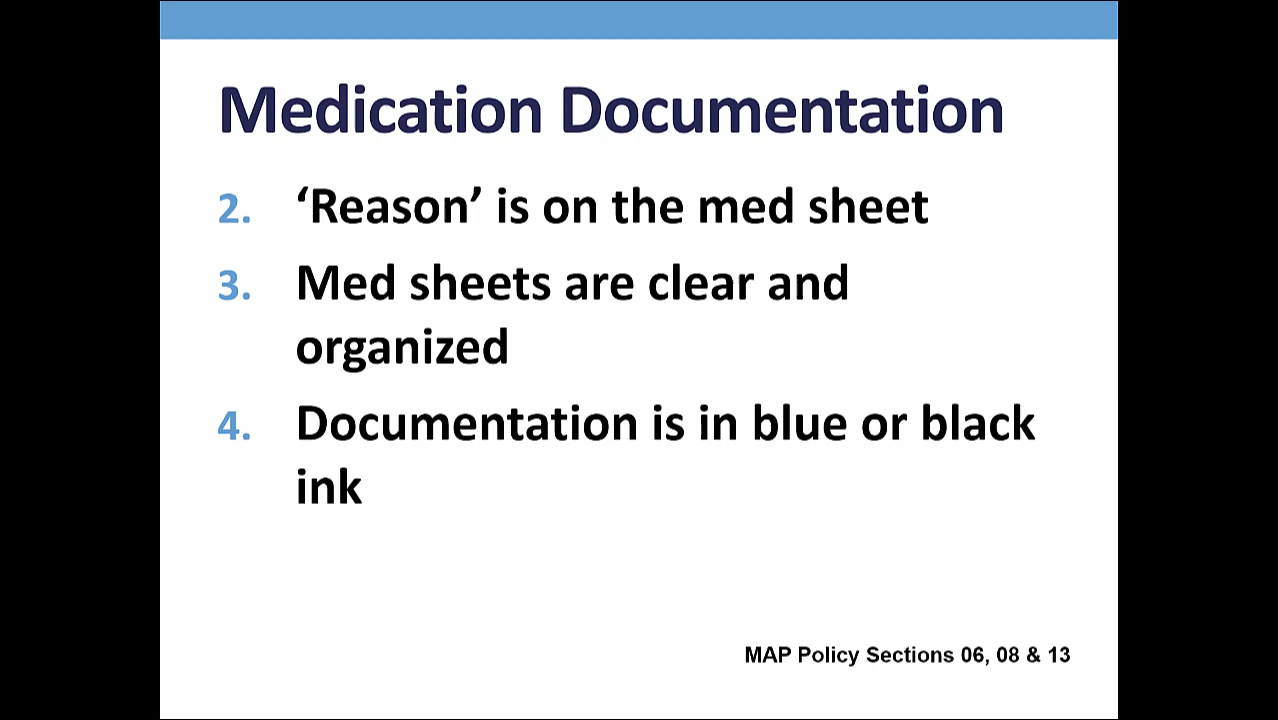 Medication Documentation
2. ‘Reason’ is on the med sheet
3. Med sheets are clear and
organized
4. Documentation is in blue or black
ink
MAP Policy Sections 06, 08 & 13